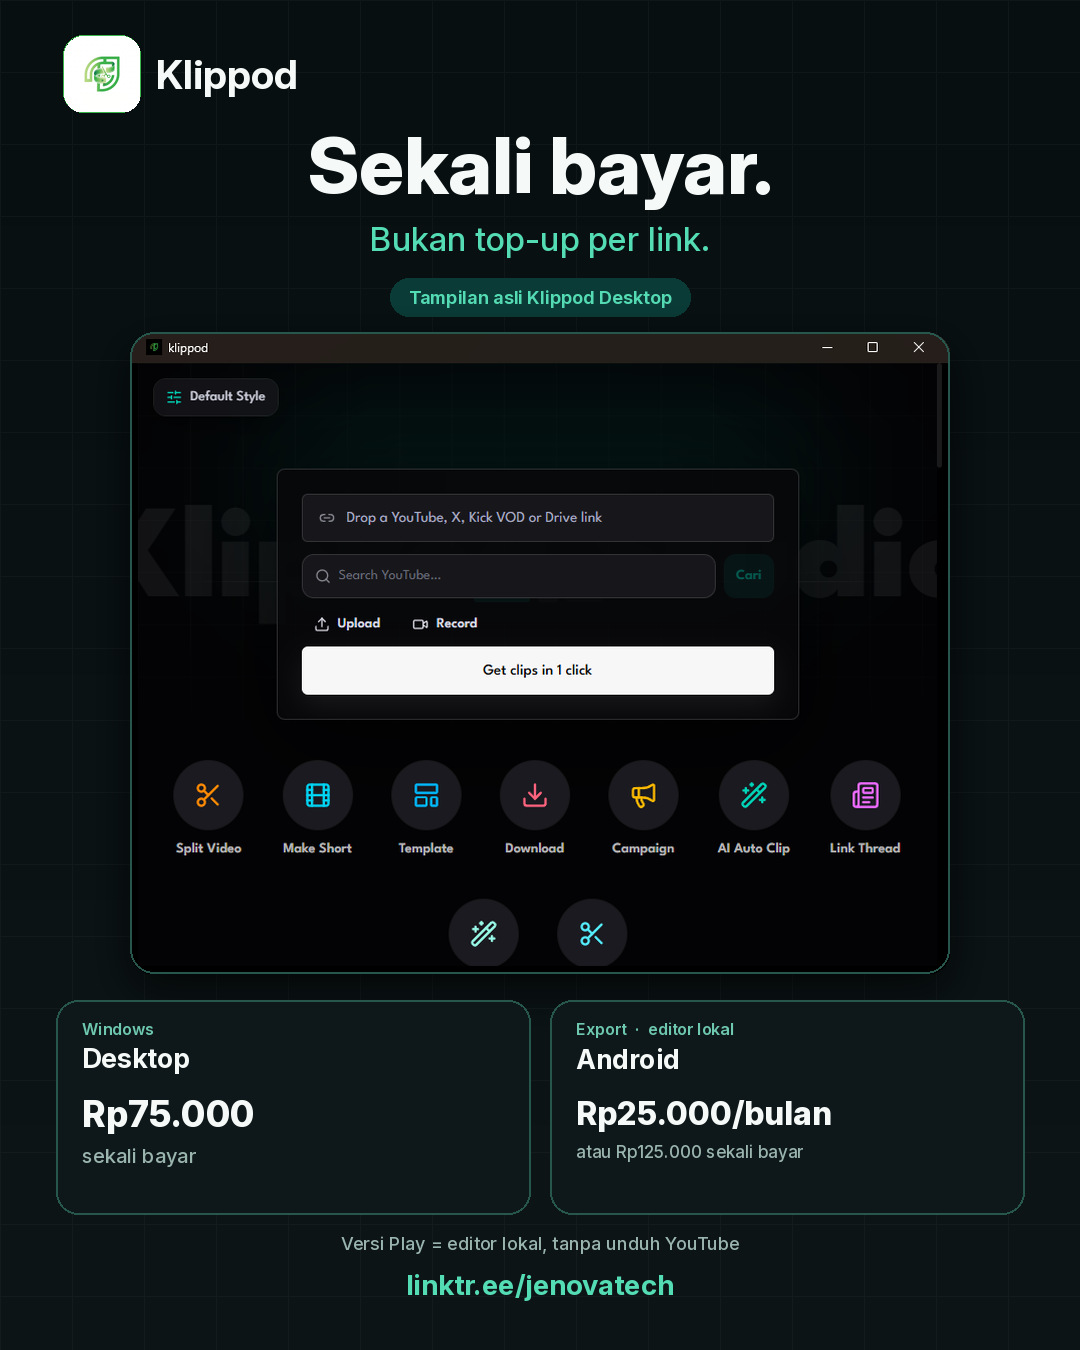 Klippod
Sekali bayar.
Bukan top-up per link.
Tampilan asli Klippod Desktop
klippod
Default Style
Drop a YouTube, X, Kick VOD or Drive link
Search YouTube...
Cari
Upload
Record
Get clips in 1 click
Split Video
Make Short
Template
Download
Campaign
AI Auto Clip
Link Thread
Windows
Desktop
Rp75.000
sekali bayar
Export · editor lokal
Android
Rp25.000/bulan
atau Rp125.000 sekali bayar
Versi Play = editor lokal, tanpa unduh YouTube
linktr.ee/jenovatech